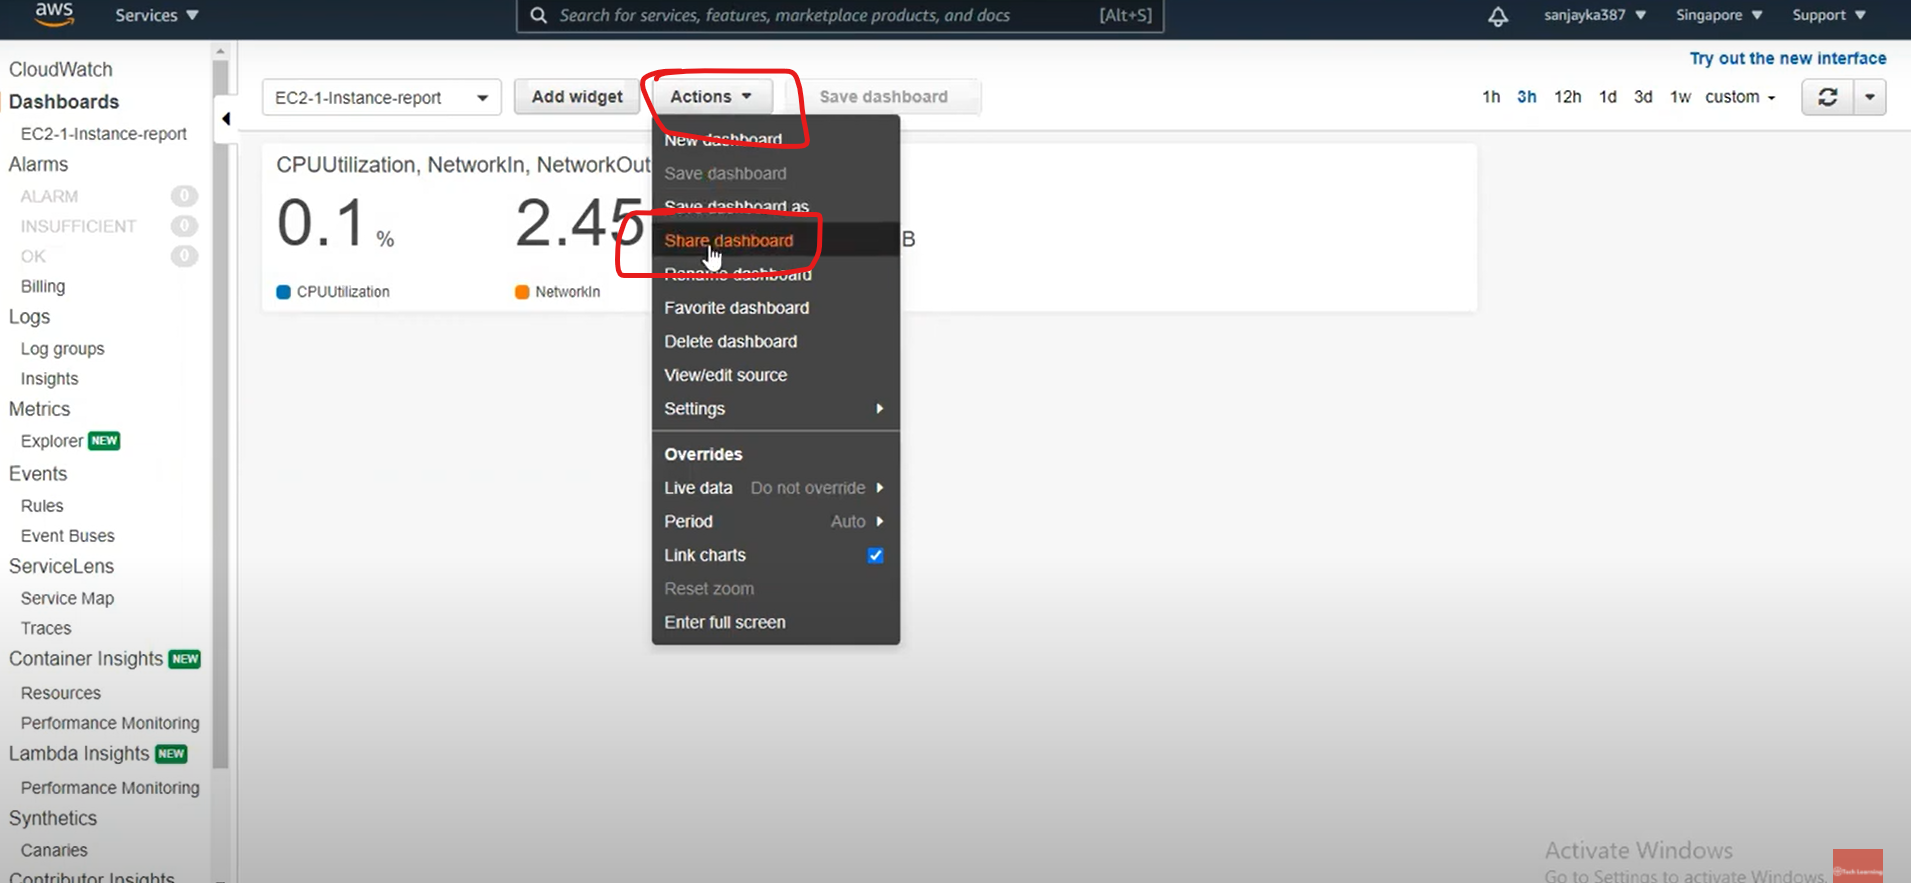 aws Services ▼ Search for services, features, marketplace products, and docs [Alt+S] sanjayka387 ▼ Singapore ▼ Support ▼
Try out the new interface
CloudWatch
Dashboards
EC2-1-Instance-report
Alarms
ALARM 0
INSUFFICIENT 0
OK 0
Billing
Logs
Log groups
Insights
Metrics
Explorer NEW
Events
Rules
Event Buses
ServiceLens
Service Map
Traces
Container Insights NEW
Resources
Performance Monitoring
Lambda Insights NEW
Performance Monitoring
Synthetics
Canaries
Contributor Insights
EC2-1-Instance-report Add widget Actions Save dashboard 1h 3h 12h 1d 3d 1w custom
CPUUtilization, NetworkIn, NetworkOut
0.1 % 2.45 B
CPUUtilization NetworkIn
New dashboard
Save dashboard
Save dashboard as
Share dashboard
Rename dashboard
Favorite dashboard
Delete dashboard
View/edit source
Settings
Overrides
Live data Do not override
Period Auto
Link charts
Reset zoom
Enter full screen
Activate Windows
Go to Settings to activate Windows.
Tech Learning